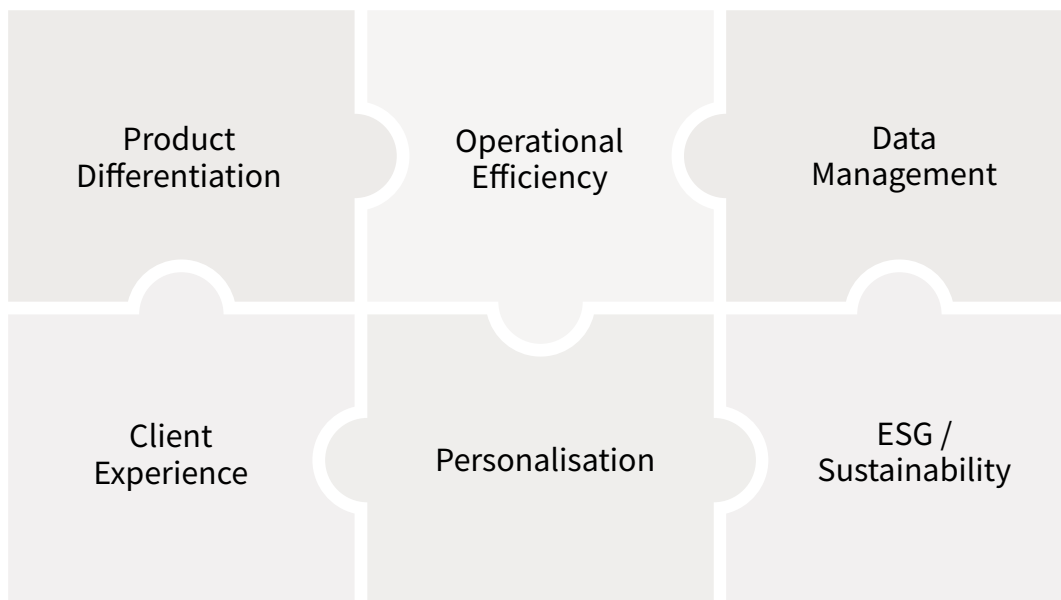 Product
Differentiation
Operational
Efficiency
Data
Management
Client
Experience
Personalisation
ESG /
Sustainability